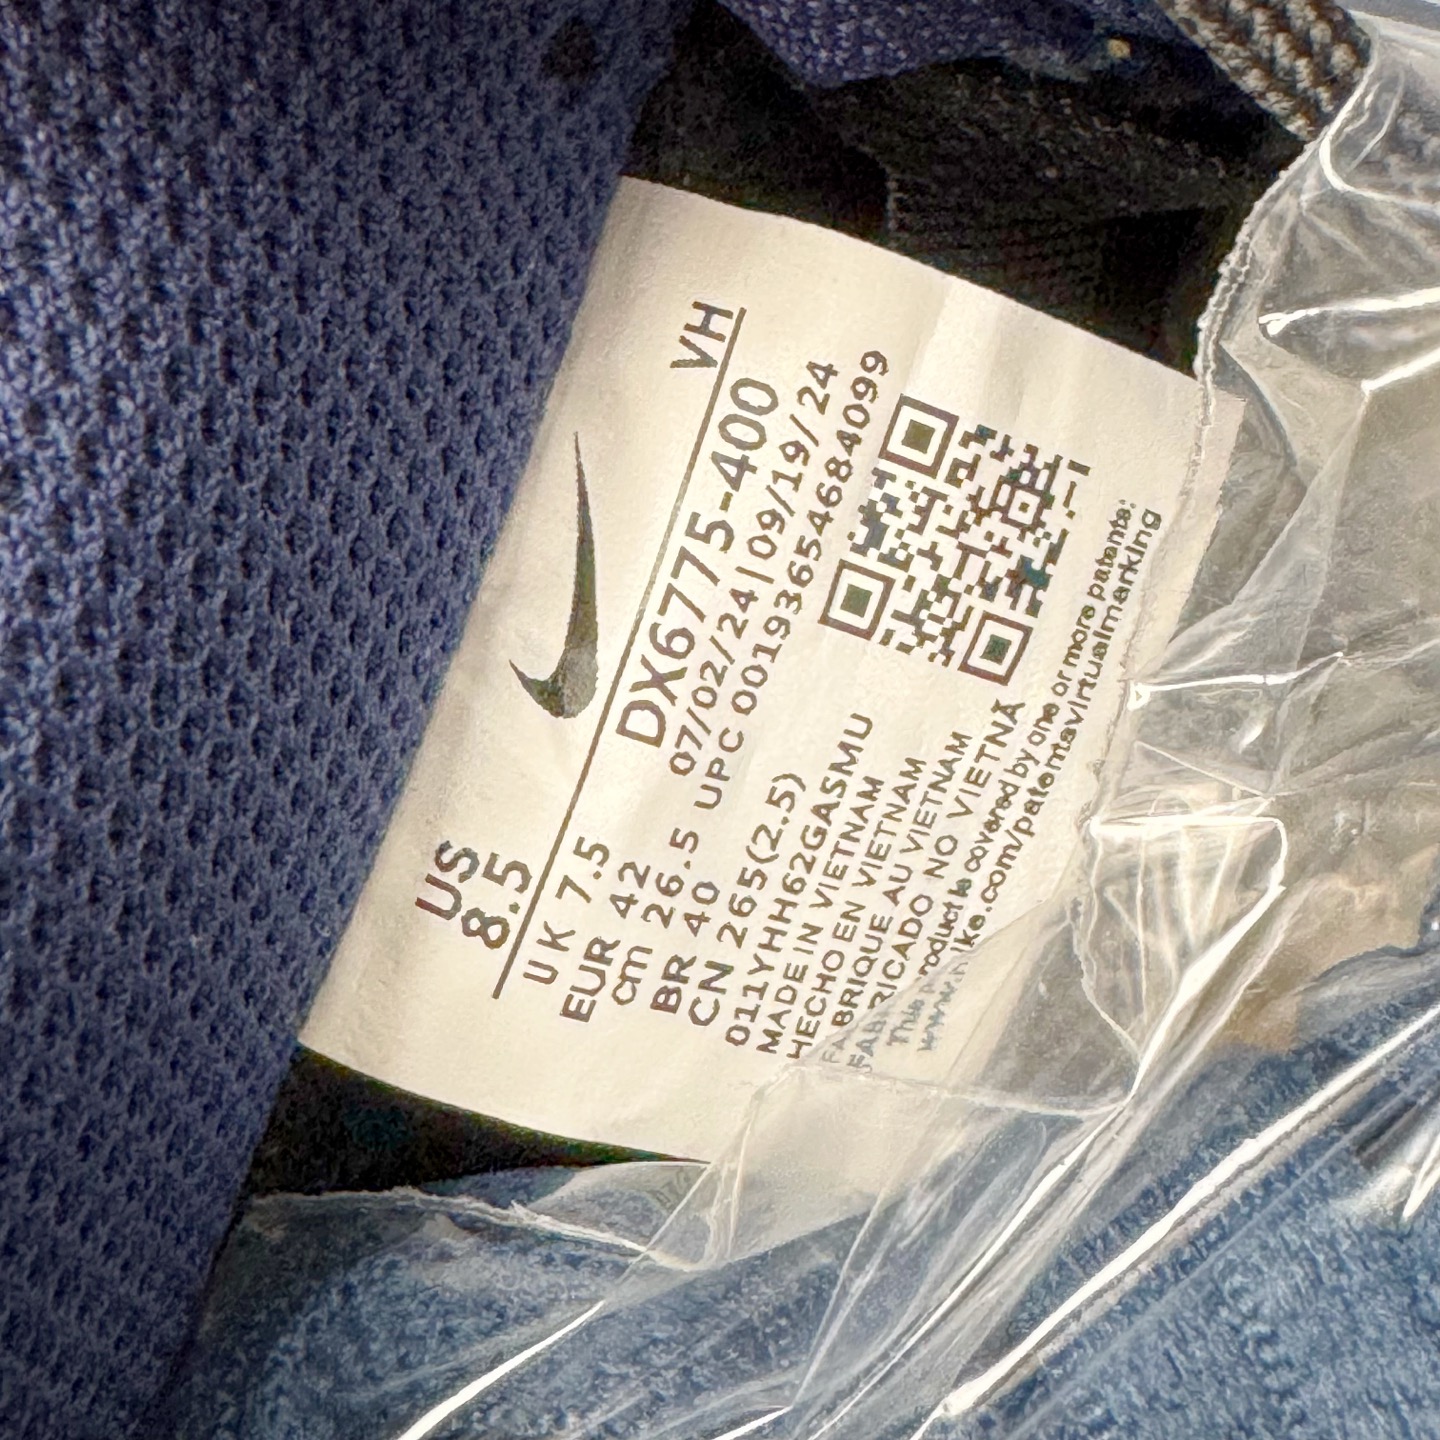 US
8.5
VH
UK 7.5
DX6775-400
EUR 42
07/02/24|09/19/24
cm 26.5
UPC 00193654684099
BR 40
CN 265(2.5)
011YHH62GASMU
MADE IN VIETNAM
HECHO EN VIETNAM
FABRIQUE AU VIETNAM
FABRICADO NO VIETNÃ
This product is covered by one or more patents:
www.nike.com/patentsvirtualmarking